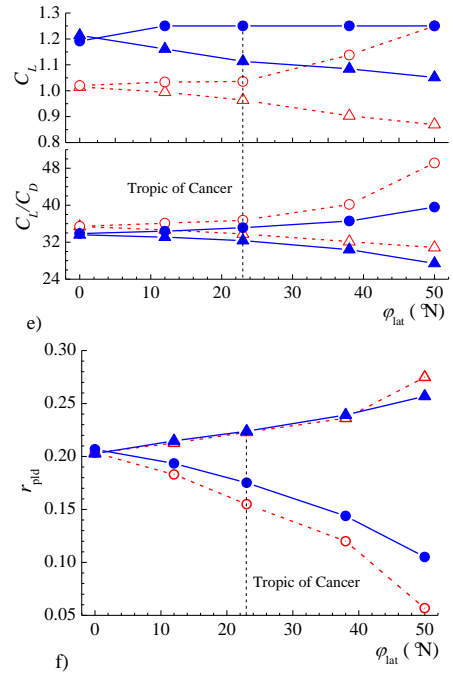 1.3
1.2
1.1
1.0
0.9
0.8
C_L
48
40
32
24
C_L/C_D
Tropic of Cancer
0 10 20 30 40 50
e)
φ_lat (°N)
0.30
0.25
0.20
0.15
0.10
0.05
r_pld
Tropic of Cancer
0 10 20 30 40 50
f)
φ_lat (°N)